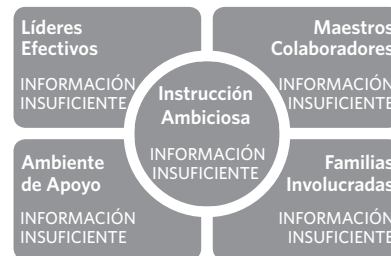 Líderes
Efectivos
INFORMACIÓN
INSUFICIENTE
Maestros
Colaboradores
INFORMACIÓN
INSUFICIENTE
Instrucción
Ambiciosa
INFORMACIÓN
INSUFICIENTE
Ambiente
de Apoyo
INFORMACIÓN
INSUFICIENTE
Familias
Involucradas
INFORMACIÓN
INSUFICIENTE